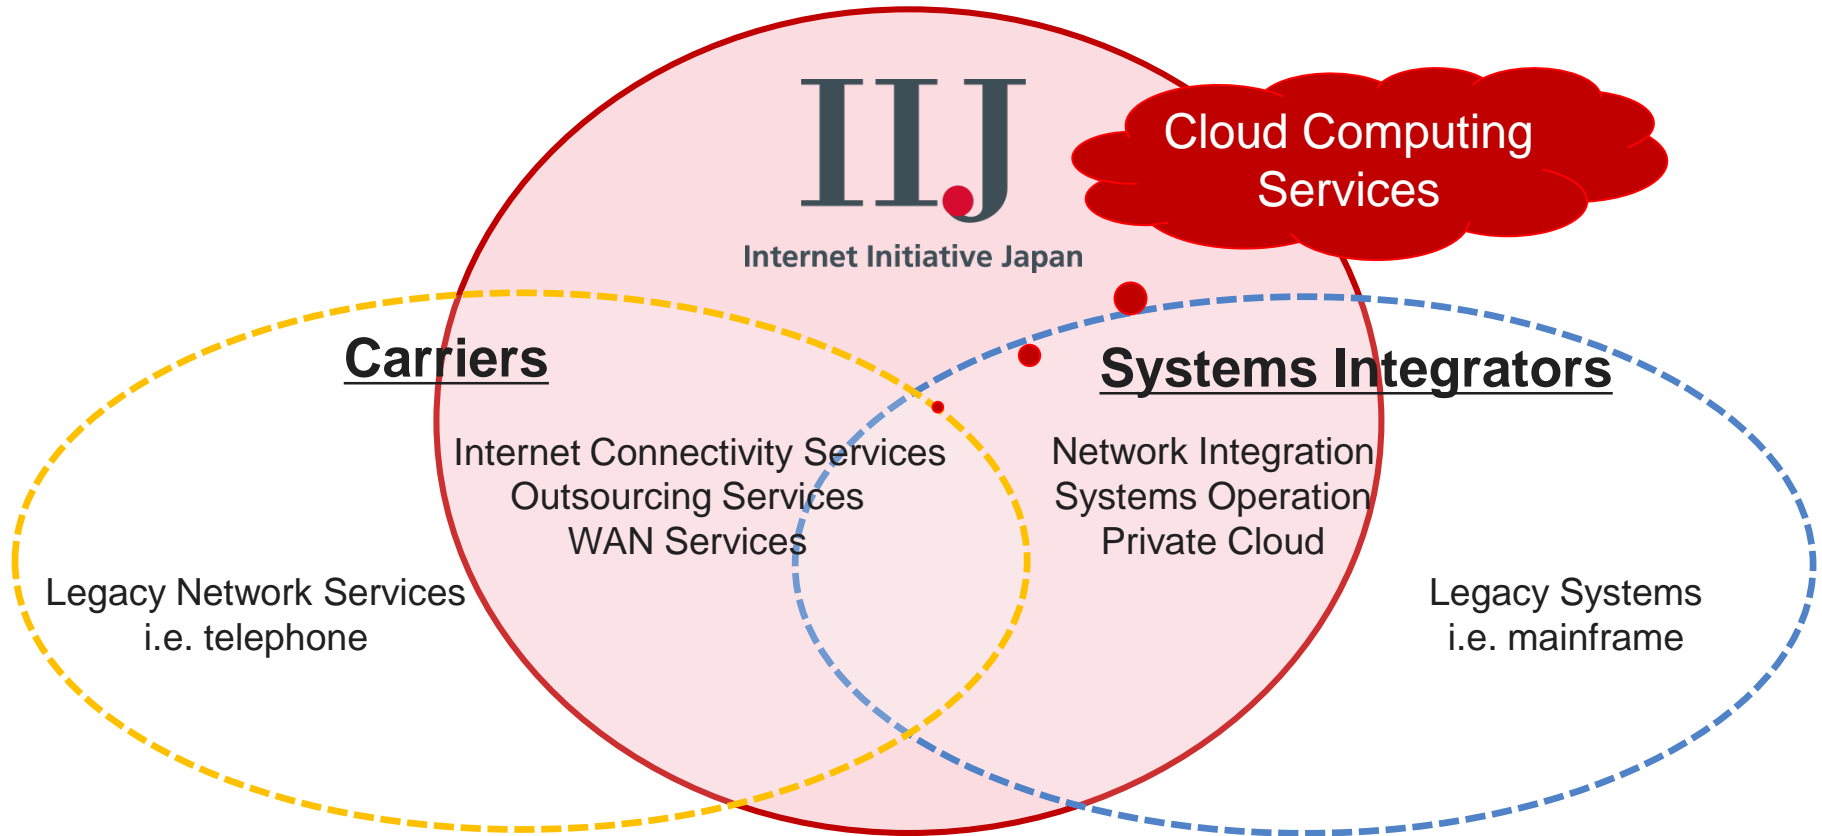 IIJ
Internet Initiative Japan
Cloud Computing
Services
Carriers
Systems Integrators
Internet Connectivity Services
Outsourcing Services
WAN Services
Network Integration
Systems Operation
Private Cloud
Legacy Network Services
i.e. telephone
Legacy Systems
i.e. mainframe